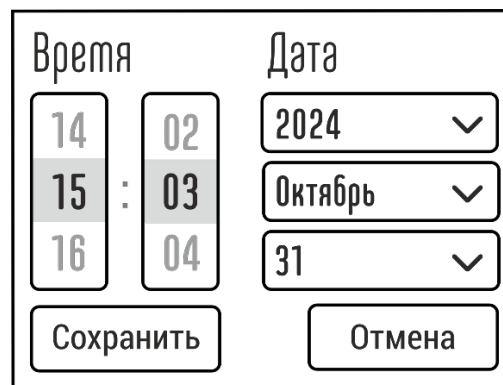 Время
Дата
14
02
15 : 03
16
04
2024
Октябрь
31
Сохранить
Отмена